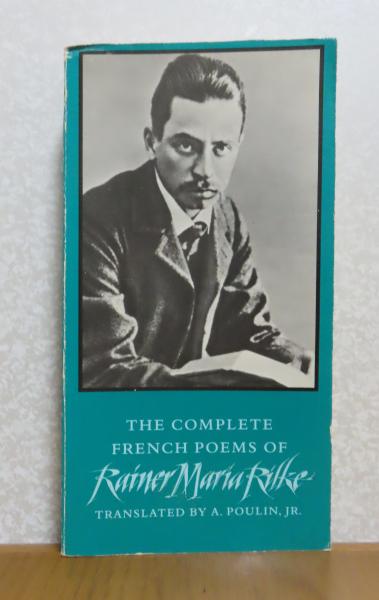 THE COMPLETE
FRENCH POEMS OF
Rainer Maria Rilke
TRANSLATED BY A. POULIN, JR.